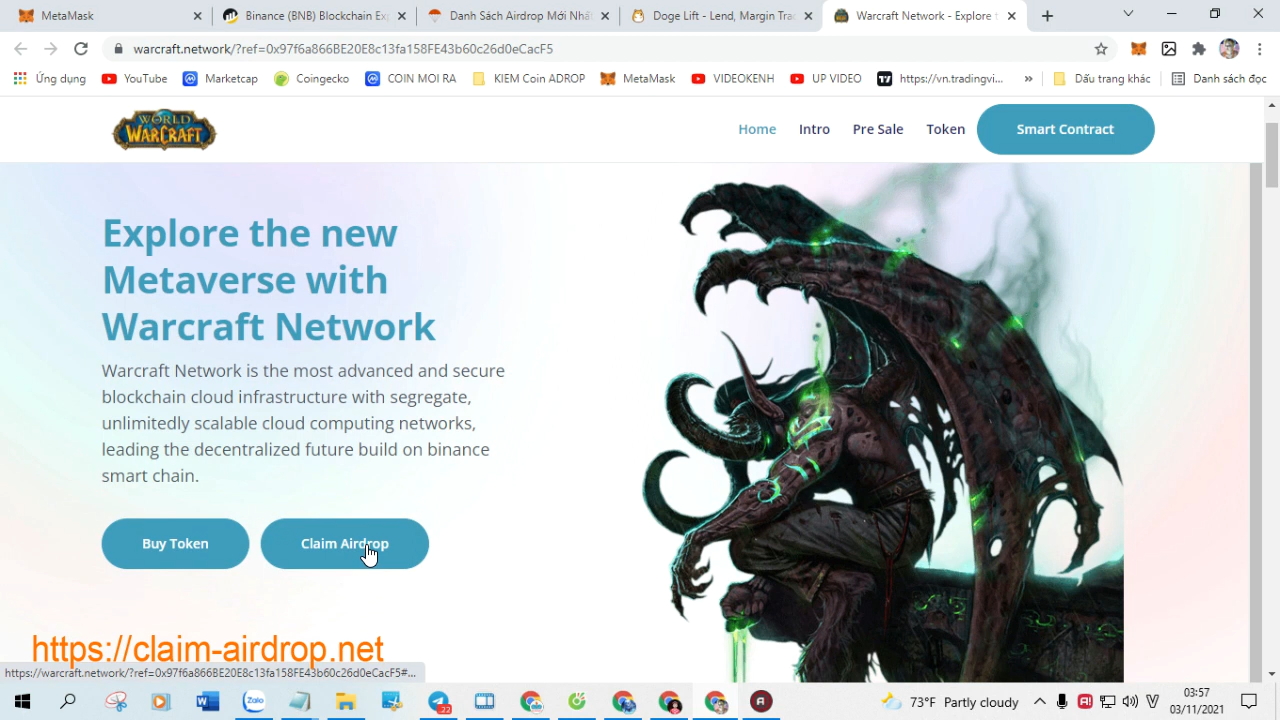 MetaMask
Binance (BNB) Blockchain Exp
Danh Sách Airdrop Mới Nhất
Doge Lift - Lend, Margin Tra
Warcraft Network - Explore t
warcraft.network/?ref=0x97f6a866BE20E8c13fa158FE43b60c26d0eCacF5
Ứng dụng
YouTube
Marketcap
Coingecko
COIN MOI RA
KIEM Coin ADROP
MetaMask
VIDEOKENH
UP VIDEO
https://vn.tradingvi...
»
Dấu trang khác
Danh sách đọc
WORLD
WARCRAFT
Home
Intro
Pre Sale
Token
Smart Contract
Explore the new
Metaverse with
Warcraft Network
Warcraft Network is the most advanced and secure
blockchain cloud infrastructure with segregate,
unlimitedly scalable cloud computing networks,
leading the decentralized future build on binance
smart chain.
Buy Token
Claim Airdrop
https://claim-airdrop.net
https://warcraft.network/?ref=0x97f6a866BE20E8c13fa158FE43b60c26d0eCacF5#...
Zalo
22
73°F Partly cloudy
03:57
03/11/2021